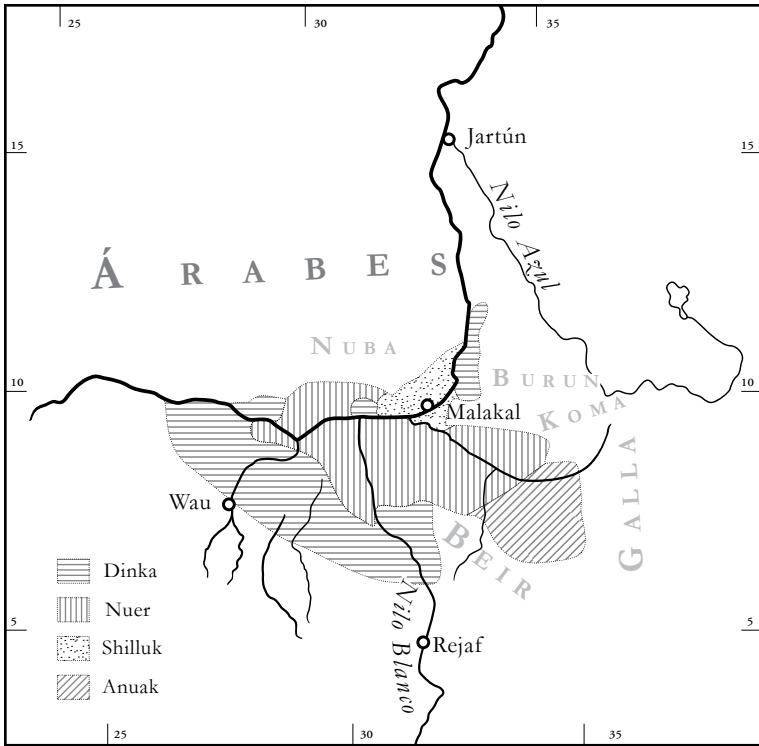 25 30 35
15 15
Jartún
Nilo Azul
ÁRABES
NUBA
BURUN
10 10
KOMA
Malakal
GALLA
Wau
BEIR
Dinka
Nuer
Nilo Blanco
5 5
Shilluk
Rejaf
Anuak
25 30 35